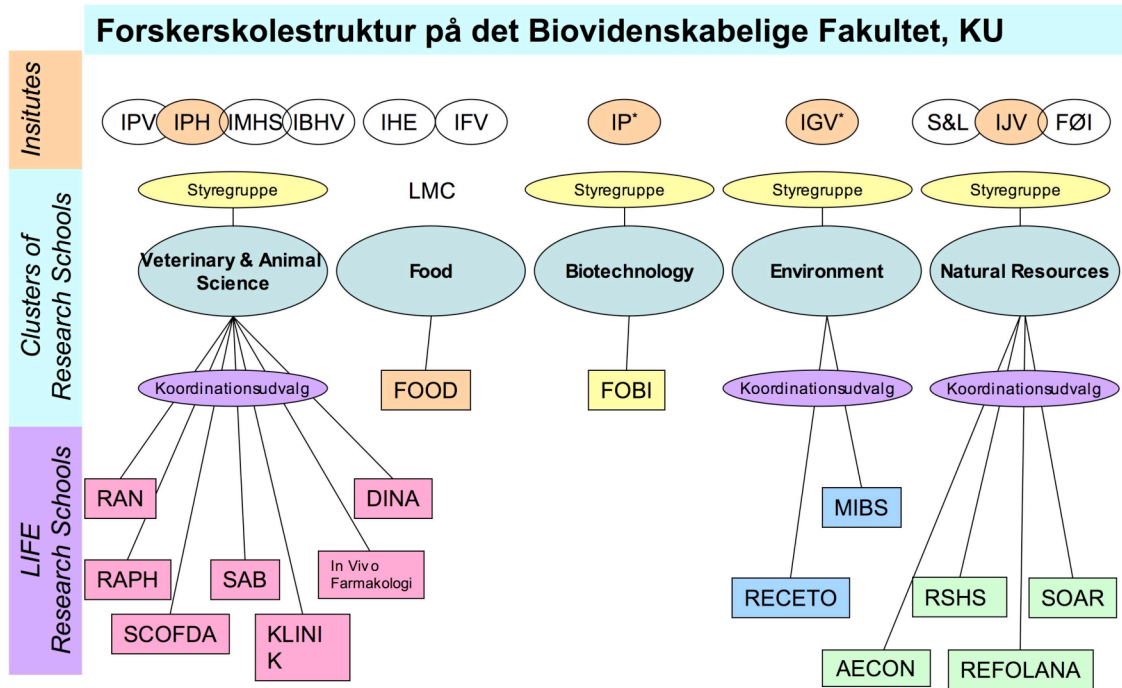 Forskerskolestruktur på det Biovidenskabelige Fakultet, KU
Insitutes
IPV IPH IMHS IBHV IHE IFV IP* IGV* S&L IJV FØI
Clusters of
Research Schools
Styregruppe LMC Styregruppe Styregruppe Styregruppe
Veterinary & Animal
Science
Food
Biotechnology
Environment
Natural Resources
Koordinationsudvalg FOOD FOBI Koordinationsudvalg Koordinationsudvalg
LIFE
Research Schools
RAN DINA
MIBS
RAPH SAB
In Vivo
Farmakologi
RECETO RSHS SOAR
SCOFDA
KLINI
K
AECON REFOLANA